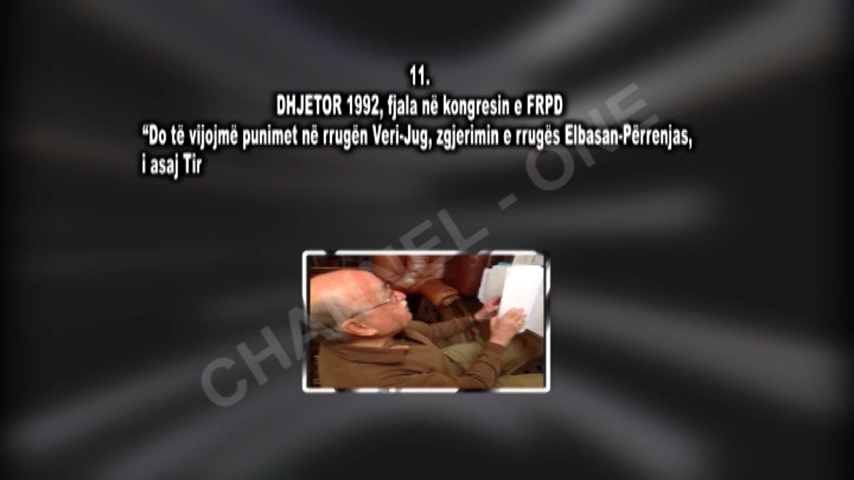 11.
DHJETOR 1992, fjala në kongresin e FRPD
“Do të vijojmë punimet në rrugën Veri-Jug, zgjerimin e rrugës Elbasan-Përrenjas,
i asaj Tir
CHANNEL - ONE